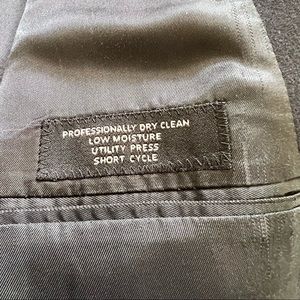 PROFESSIONALLY DRY CLEAN
LOW MOISTURE
UTILITY PRESS
SHORT CYCLE